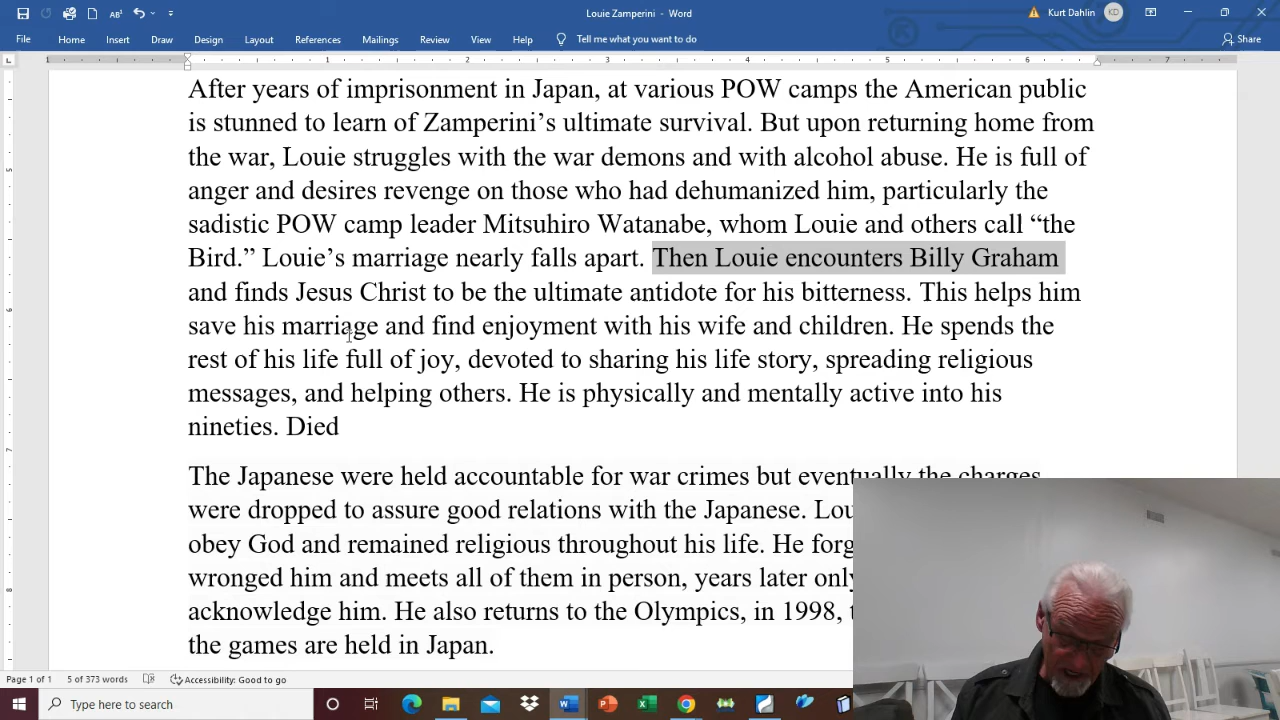 Louie Zamperini - Word
Kurt Dahlin
KD
File Home Insert Draw Design Layout References Mailings Review View Help Tell me what you want to do Share
1 1 2 3 4 5 6 7
After years of imprisonment in Japan, at various POW camps the American public
is stunned to learn of Zamperini’s ultimate survival. But upon returning home from
the war, Louie struggles with the war demons and with alcohol abuse. He is full of
anger and desires revenge on those who had dehumanized him, particularly the
sadistic POW camp leader Mitsuhiro Watanabe, whom Louie and others call “the
Bird.” Louie’s marriage nearly falls apart. Then Louie encounters Billy Graham
and finds Jesus Christ to be the ultimate antidote for his bitterness. This helps him
save his marriage and find enjoyment with his wife and children. He spends the
rest of his life full of joy, devoted to sharing his life story, spreading religious
messages, and helping others. He is physically and mentally active into his
nineties. Died
The Japanese were held accountable for war crimes but eventually the charges
were dropped to assure good relations with the Japanese. Lou
obey God and remained religious throughout his life. He forg
wronged him and meets all of them in person, years later only
acknowledge him. He also returns to the Olympics, in 1998,
the games are held in Japan.
Page 1 of 1 5 of 373 words Accessibility: Good to go
Type here to search